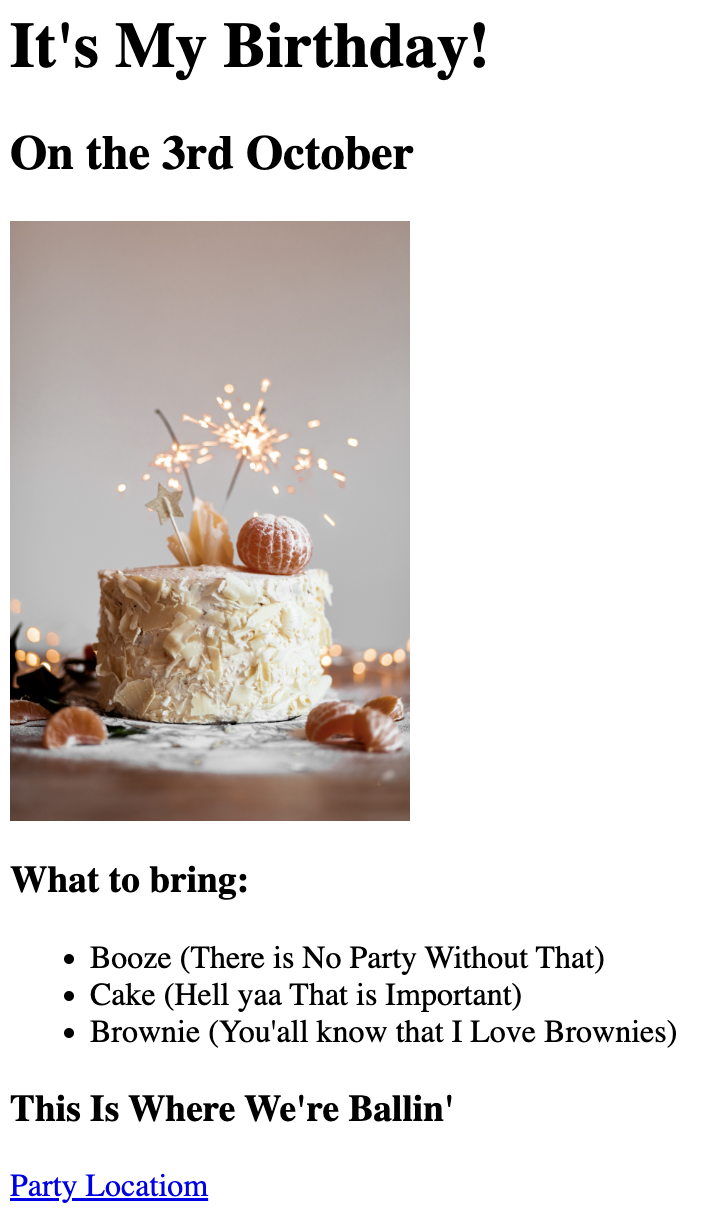 It's My Birthday!
On the 3rd October
What to bring:
Booze (There is No Party Without That)
Cake (Hell yaa That is Important)
Brownie (You'all know that I Love Brownies)
This Is Where We're Ballin'
Party Locatiom